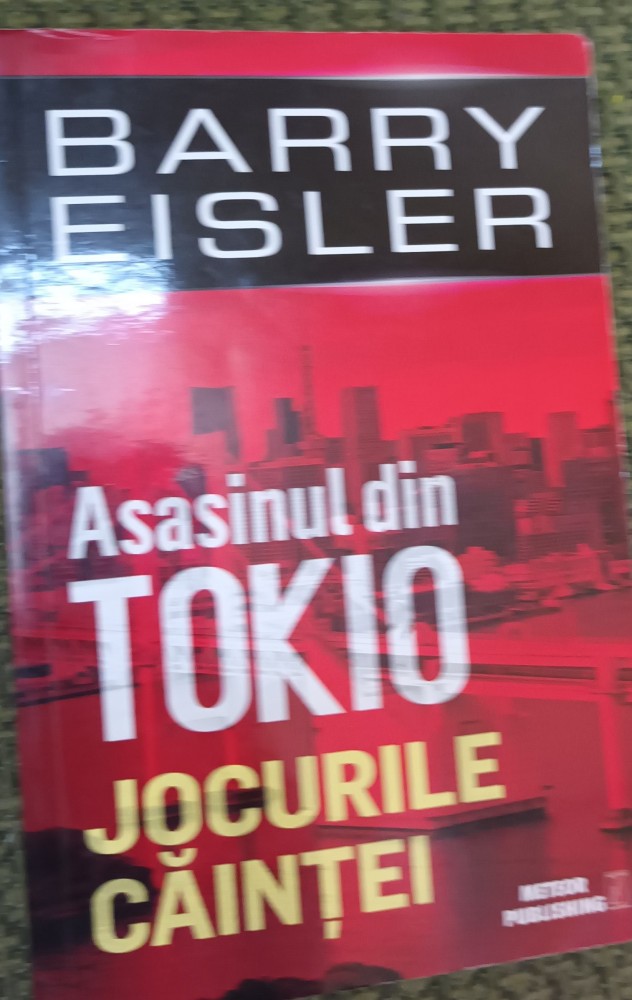 BARRY
EISLER
Asasinul din
TOKIO
JOCURILE
CĂINȚEI
METEOR
PUBLISHING